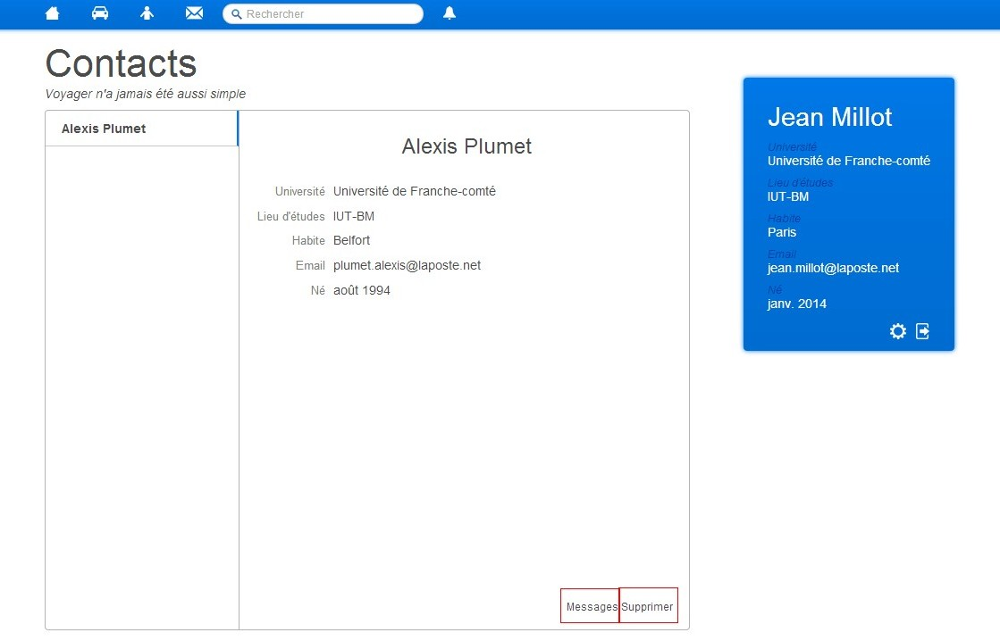 Rechercher
Contacts
Voyager n'a jamais été aussi simple
Alexis Plumet
Alexis Plumet
Université Université de Franche-comté
Lieu d'études IUT-BM
Habite Belfort
Email plumet.alexis@laposte.net
Né août 1994
Messages Supprimer
Jean Millot
Université
Université de Franche-comté
Lieu d'études
IUT-BM
Habite
Paris
Email
jean.millot@laposte.net
Né
janv. 2014